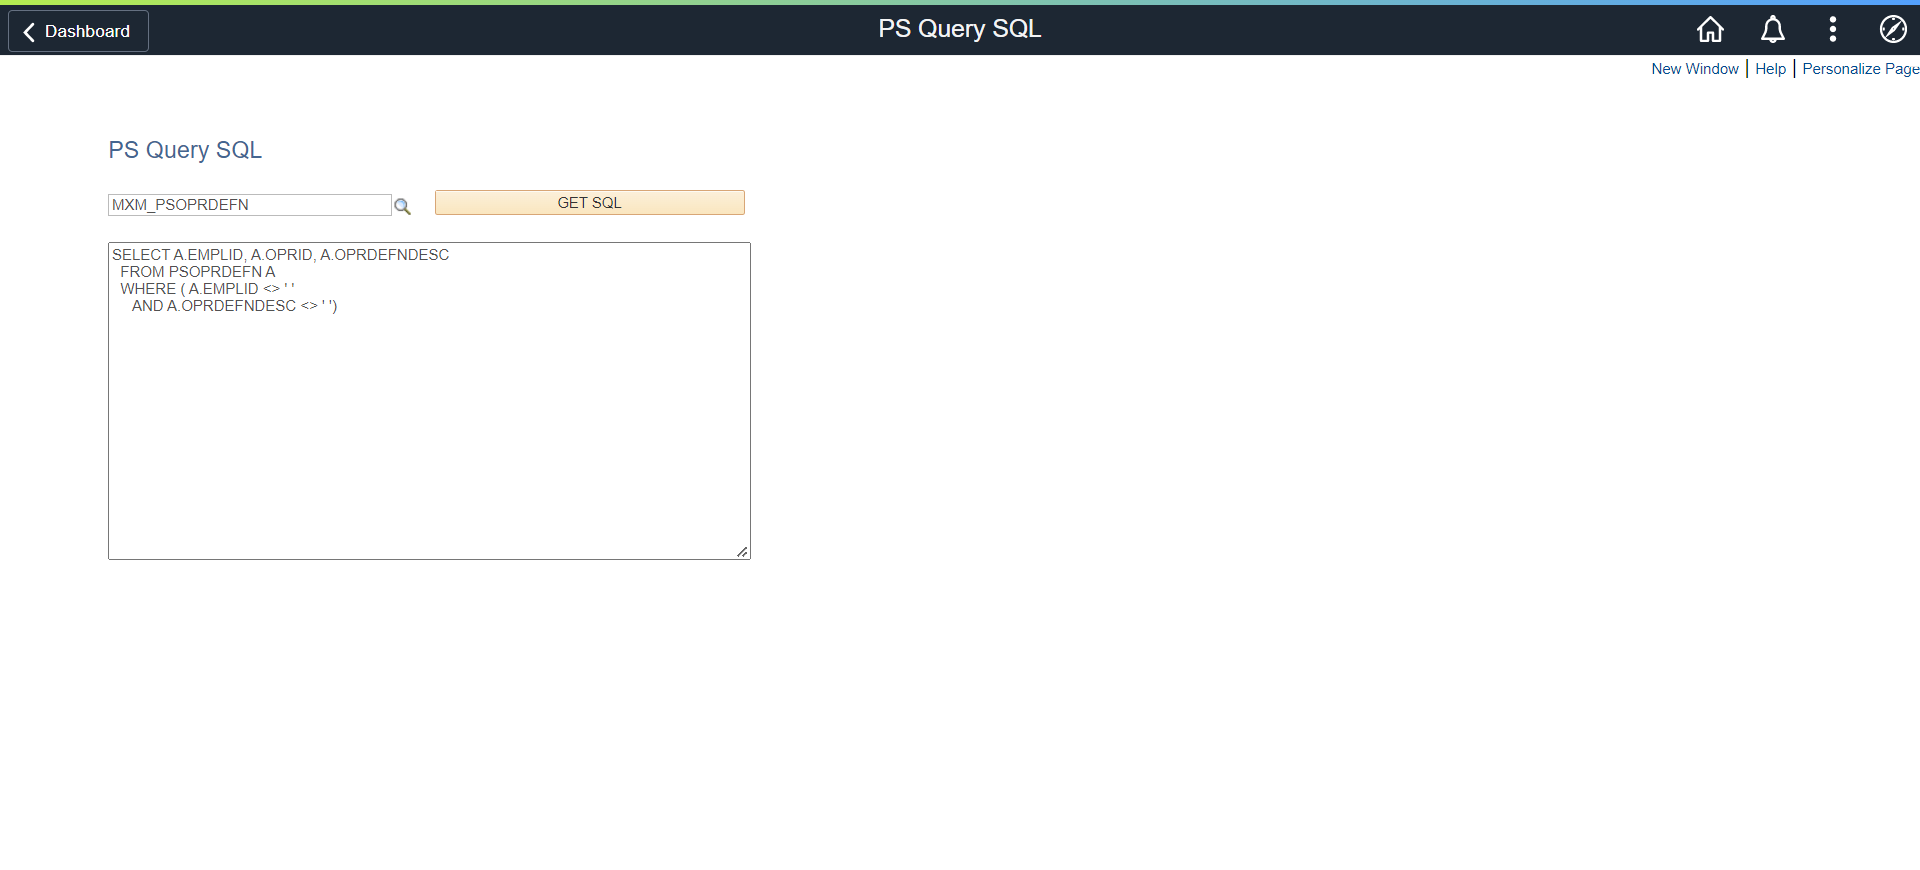 Dashboard
PS Query SQL
New Window | Help | Personalize Page
PS Query SQL
MXM_PSOPRDEFN
GET SQL
SELECT A.EMPLID, A.OPRID, A.OPRDEFNDESC
FROM PSOPRDEFN A
WHERE ( A.EMPLID <> ' '
AND A.OPRDEFNDESC <> ' ')